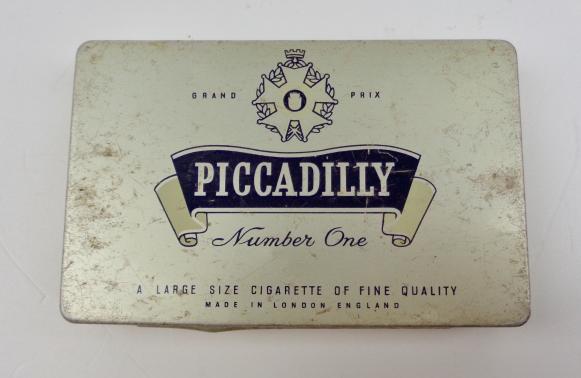 GRAND PRIX
PICCADILLY
Number One
A LARGE SIZE CIGARETTE OF FINE QUALITY
MADE IN LONDON ENGLAND